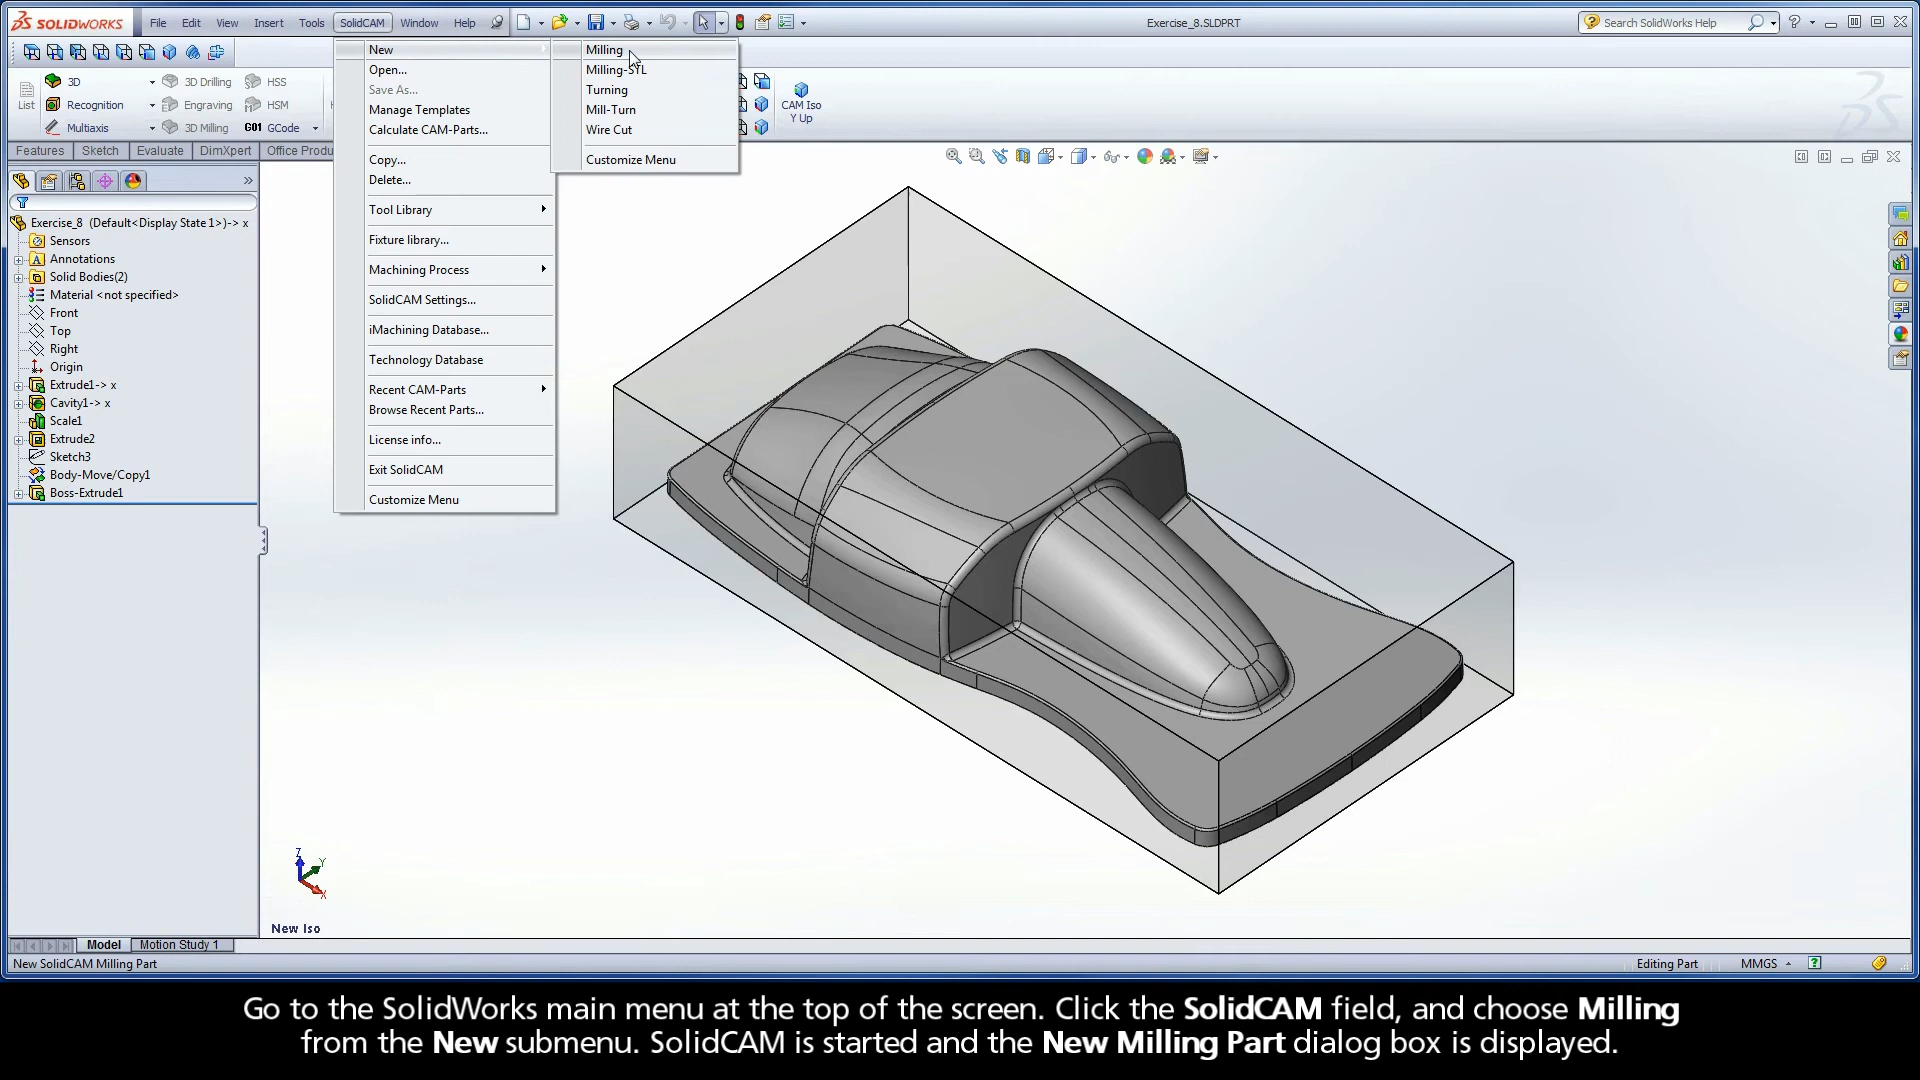 SOLIDWORKS File Edit View Insert Tools SolidCAM Window Help
Exercise_8.SLDPRT
Search SolidWorks Help
New
Open...
Save As...
Manage Templates
Calculate CAM-Parts...
Copy...
Delete...
Tool Library
Fixture library...
Machining Process
SolidCAM Settings...
iMachining Database...
Technology Database
Recent CAM-Parts
Browse Recent Parts...
License info...
Exit SolidCAM
Customize Menu
Milling
Milling-STL
Turning
Mill-Turn
Wire Cut
Customize Menu
List
3D
Recognition
Multiaxis
3D Drilling
Engraving
3D Milling
HSS
HSM
G01 GCode
CAM Iso
Y Up
Features Sketch Evaluate DimXpert Office Produ
Exercise_8 (Default<Display State 1>)-> x
Sensors
Annotations
Solid Bodies(2)
Material <not specified>
Front
Top
Right
Origin
Extrude1-> x
Cavity1-> x
Scale1
Extrude2
Sketch3
Body-Move/Copy1
Boss-Extrude1
Z
Y
X
New Iso
Model Motion Study 1
New SolidCAM Milling Part
Editing Part MMGS
Go to the SolidWorks main menu at the top of the screen. Click the SolidCAM field, and choose Milling
from the New submenu. SolidCAM is started and the New Milling Part dialog box is displayed.